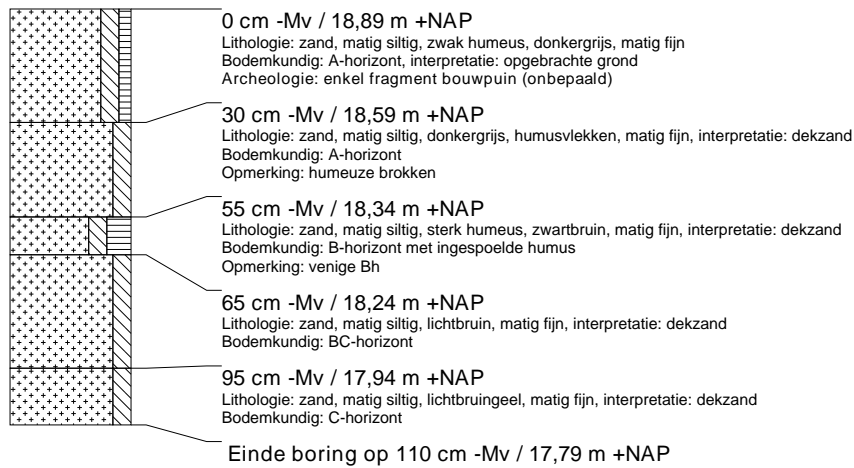 0 cm -Mv / 18,89 m +NAP
Lithologie: zand, matig siltig, zwak humeus, donkergrijs, matig fijn
Bodemkundig: A-horizont, interpretatie: opgebrachte grond
Archeologie: enkel fragment bouwpuin (onbepaald)
30 cm -Mv / 18,59 m +NAP
Lithologie: zand, matig siltig, donkergrijs, humusvlekken, matig fijn, interpretatie: dekzand
Bodemkundig: A-horizont
Opmerking: humeuze brokken
55 cm -Mv / 18,34 m +NAP
Lithologie: zand, matig siltig, sterk humeus, zwartbruin, matig fijn, interpretatie: dekzand
Bodemkundig: B-horizont met ingespoelde humus
Opmerking: venige Bh
65 cm -Mv / 18,24 m +NAP
Lithologie: zand, matig siltig, lichtbruin, matig fijn, interpretatie: dekzand
Bodemkundig: BC-horizont
95 cm -Mv / 17,94 m +NAP
Lithologie: zand, matig siltig, lichtbruingeel, matig fijn, interpretatie: dekzand
Bodemkundig: C-horizont
Einde boring op 110 cm -Mv / 17,79 m +NAP